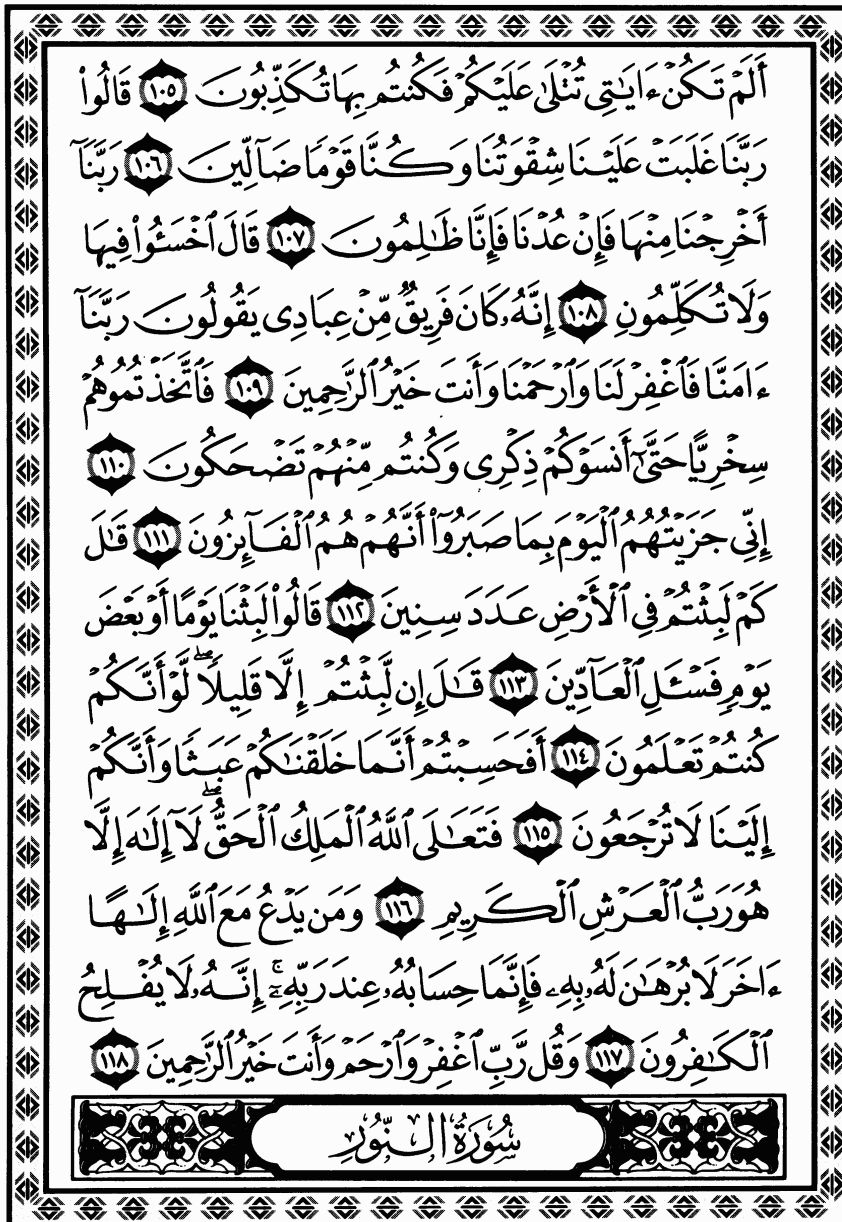 أَلَمْ تَكُنْ ءَايَٰتِى تُتْلَىٰ عَلَيْكُمْ فَكُنتُم بِهَا تُكَذِّبُونَ ١٠٥ قَالُوا۟
رَبَّنَا غَلَبَتْ عَلَيْنَا شِقْوَتُنَا وَكُنَّا قَوْمًا ضَآلِّينَ ١٠٦ رَبَّنَآ
أَخْرِجْنَا مِنْهَا فَإِنْ عُدْنَا فَإِنَّا ظَٰلِمُونَ ١٠٧ قَالَ ٱخْسَـُٔوا۟ فِيهَا
وَلَا تُكَلِّمُونِ ١٠٨ إِنَّهُۥ كَانَ فَرِيقٌ مِّنْ عِبَادِى يَقُولُونَ رَبَّنَآ
ءَامَنَّا فَٱغْفِرْ لَنَا وَٱرْحَمْنَا وَأَنتَ خَيْرُ ٱلرَّٰحِمِينَ ١٠٩ فَٱتَّخَذْتُمُوهُمْ
سِخْرِيًّا حَتَّىٰٓ أَنسَوْكُمْ ذِكْرِى وَكُنتُم مِّنْهُمْ تَضْحَكُونَ ١١٠
إِنِّى جَزَيْتُهُمُ ٱلْيَوْمَ بِمَا صَبَرُوٓا۟ أَنَّهُمْ هُمُ ٱلْفَآئِزُونَ ١١١ قَٰلَ
كَمْ لَبِثْتُمْ فِى ٱلْأَرْضِ عَدَدَ سِنِينَ ١١٢ قَالُوا۟ لَبِثْنَا يَوْمًا أَوْ بَعْضَ
يَوْمٍ فَسْـَٔلِ ٱلْعَآدِّينَ ١١٣ قَٰلَ إِن لَّبِثْتُمْ إِلَّا قَلِيلًا ۖ لَّوْ أَنَّكُمْ
كُنتُمْ تَعْلَمُونَ ١١٤ أَفَحَسِبْتُمْ أَنَّمَا خَلَقْنَٰكُمْ عَبَثًا وَأَنَّكُمْ
إِلَيْنَا لَا تُرْجَعُونَ ١١٥ فَتَعَٰلَى ٱللَّهُ ٱلْمَلِكُ ٱلْحَقُّ ۖ لَآ إِلَٰهَ إِلَّا
هُوَ رَبُّ ٱلْعَرْشِ ٱلْكَرِيمِ ١١٦ وَمَن يَدْعُ مَعَ ٱللَّهِ إِلَٰهًا
ءَاخَرَ لَا بُرْهَٰنَ لَهُۥ بِهِۦ فَإِنَّمَا حِسَابُهُۥ عِندَ رَبِّهِۦٓ ۚ إِنَّهُۥ لَا يُفْلِحُ
ٱلْكَٰفِرُونَ ١١٧ وَقُل رَّبِّ ٱغْفِرْ وَٱرْحَمْ وَأَنتَ خَيْرُ ٱلرَّٰحِمِينَ ١١٨
سُورَةُ النُّورِ